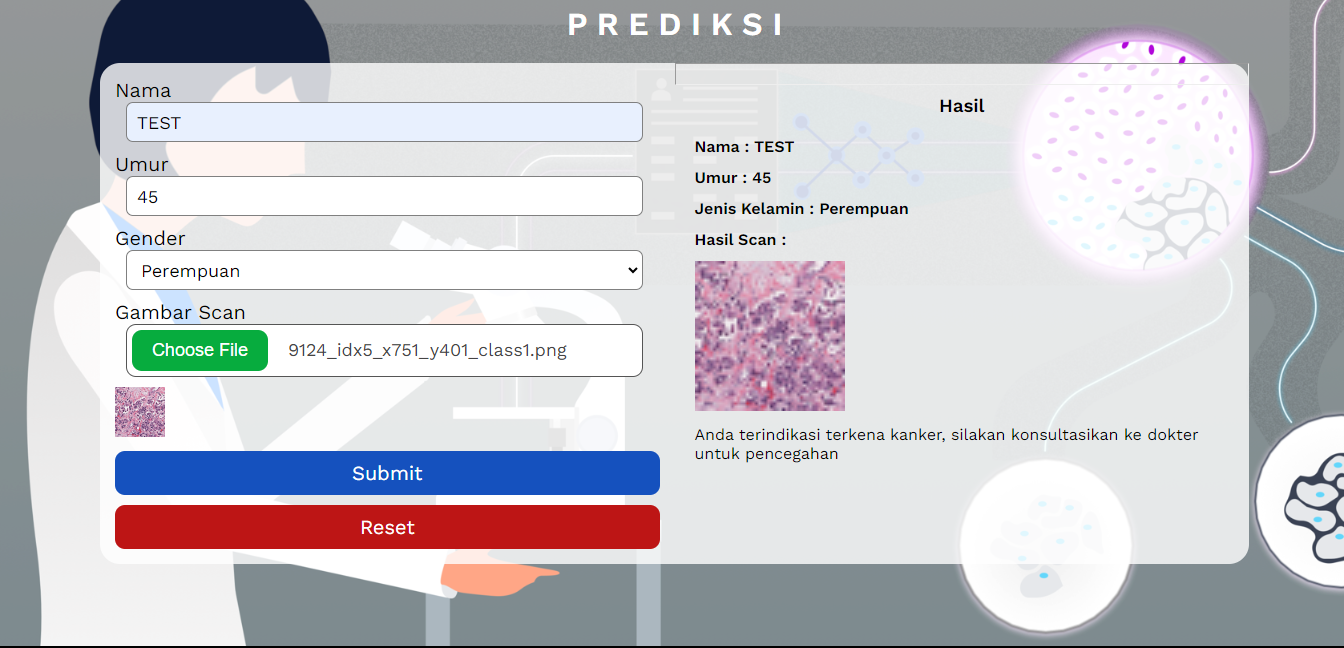 PREDIKSI
Nama
TEST
Umur
45
Gender
Perempuan
Gambar Scan
Choose File 9124_idx5_x751_y401_class1.png
Submit
Reset
Hasil
Nama : TEST
Umur : 45
Jenis Kelamin : Perempuan
Hasil Scan :
Anda terindikasi terkena kanker, silakan konsultasikan ke dokter
untuk pencegahan